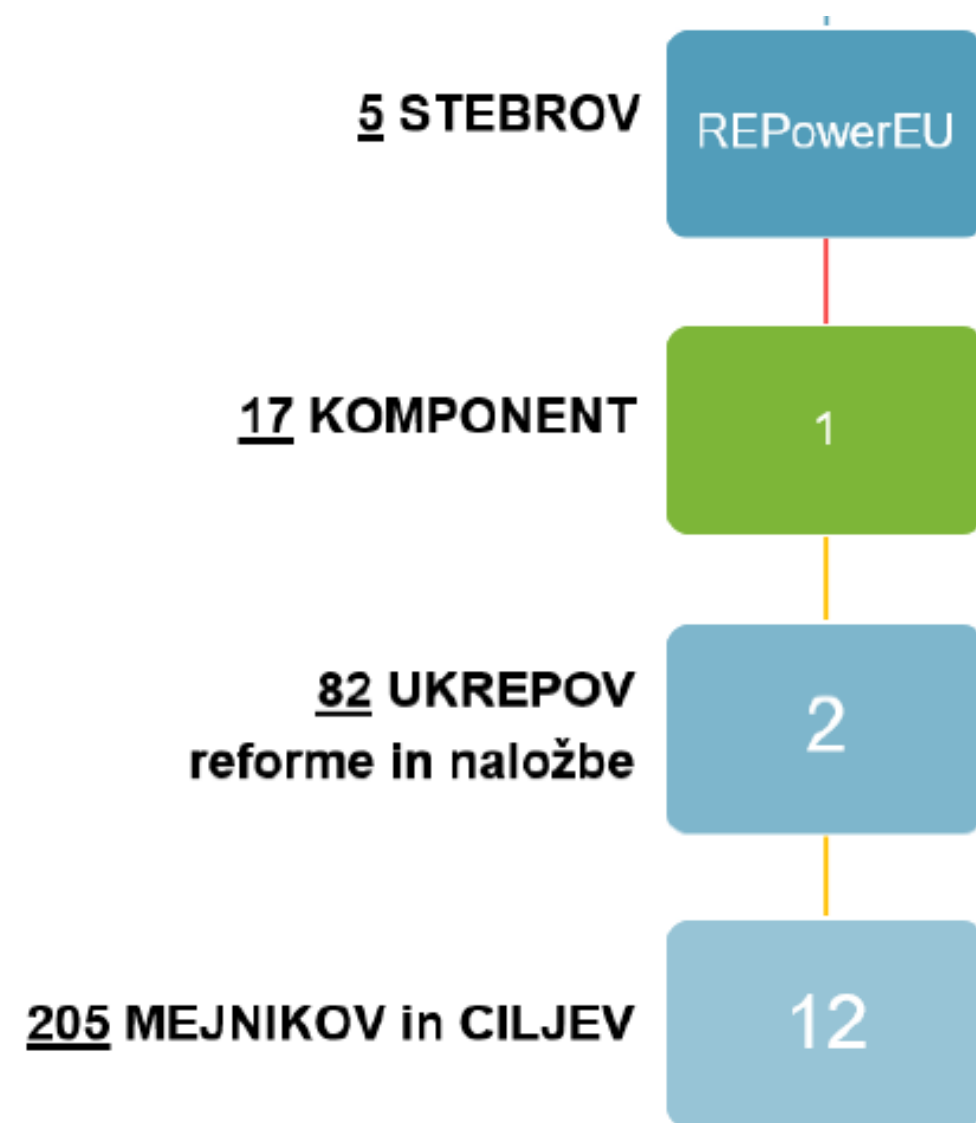 5 STEBROV
REPowerEU
17 KOMPONENT
1
82 UKREPOV
reforme in naložbe
2
205 MEJNIKOV in CILJEV
12